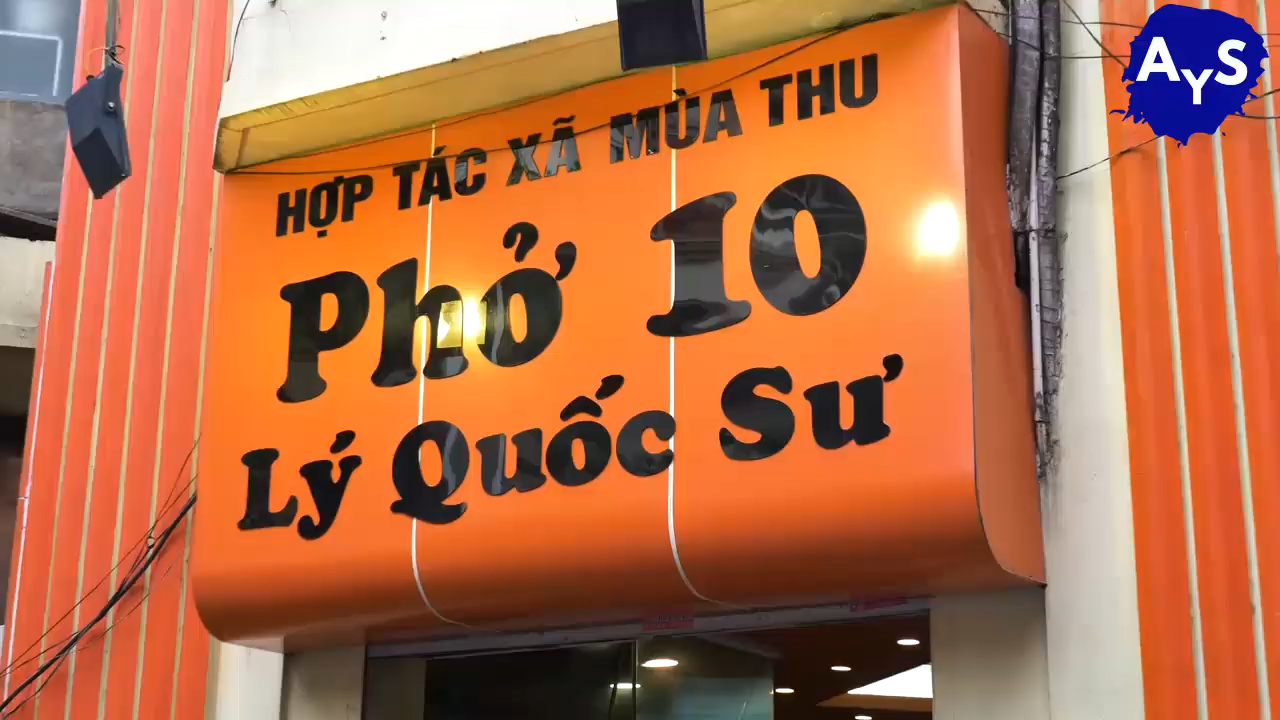 HỢP TÁC XÃ MÙA THU
Phở 10
Lý Quốc Sư
AYS